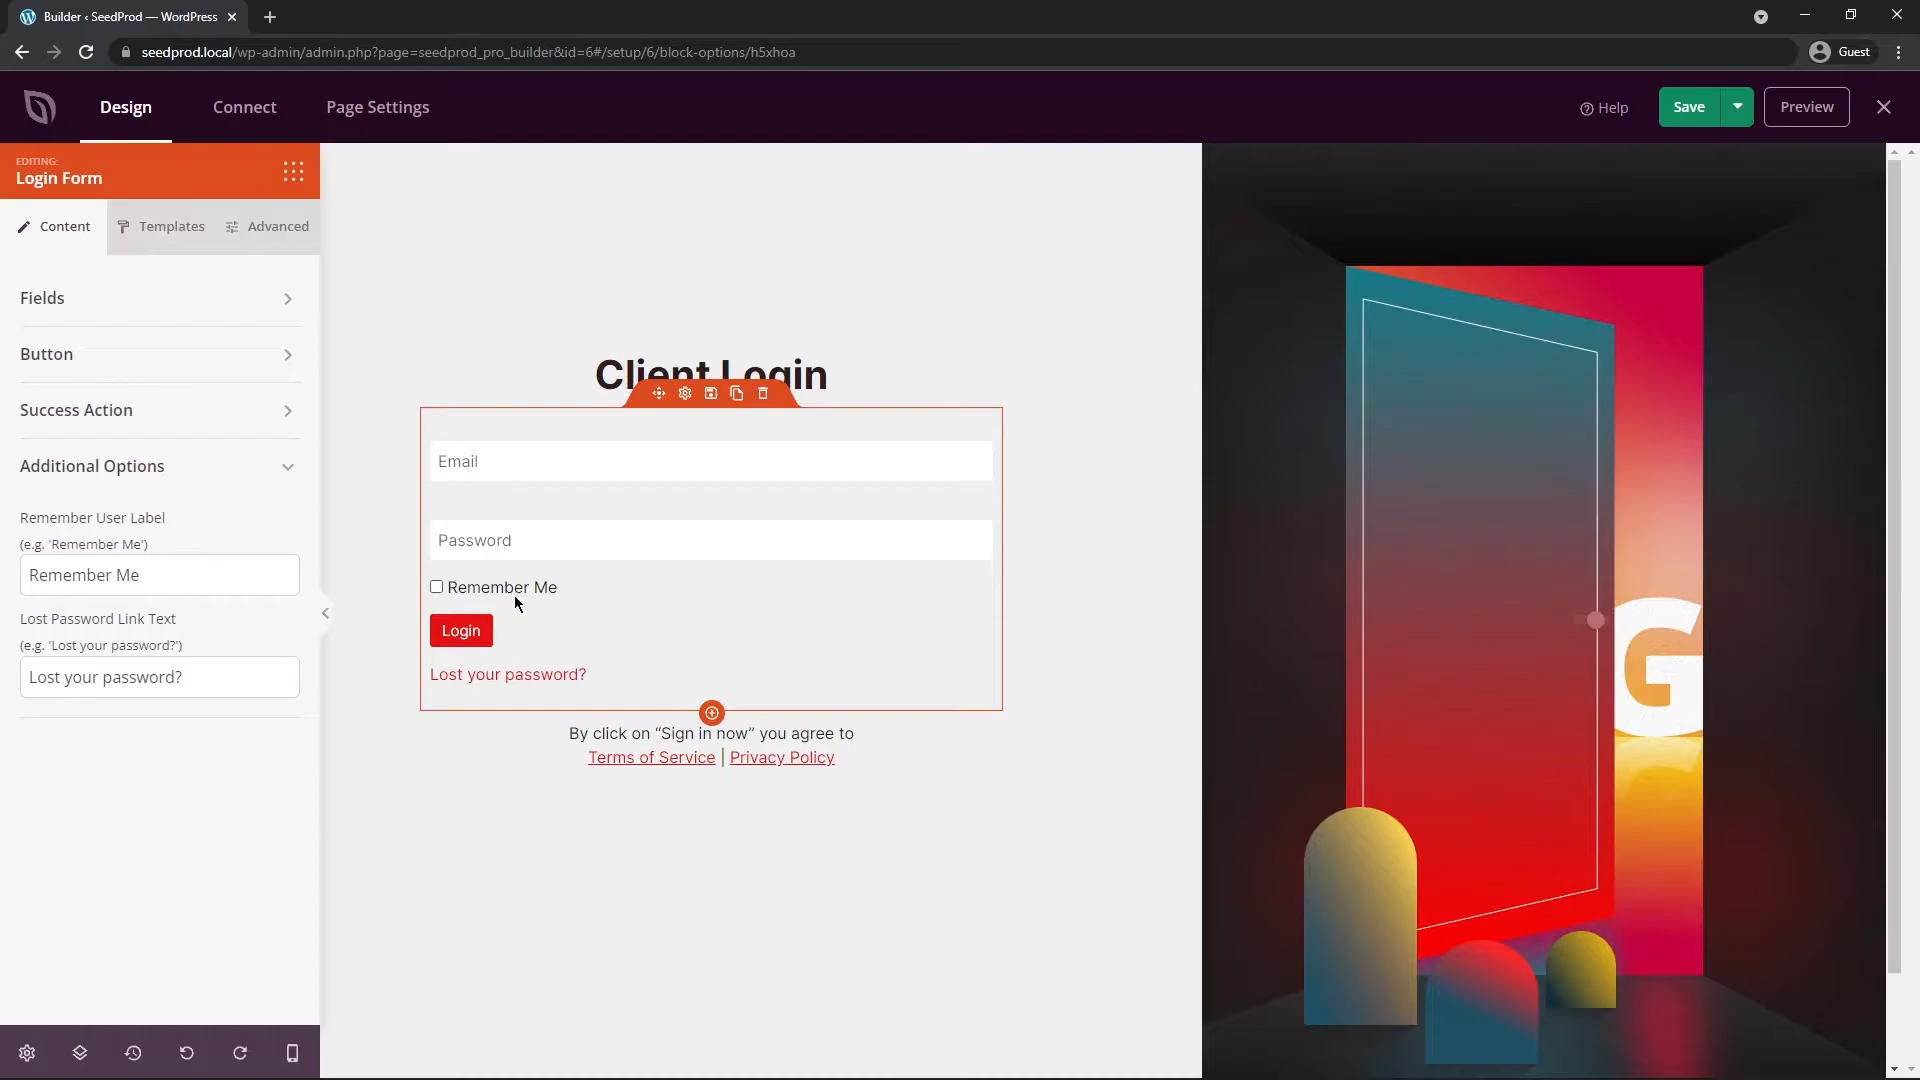 Builder ‹ SeedProd — WordPress
seedprod.local/wp-admin/admin.php?page=seedprod_pro_builder&id=6#/setup/6/block-options/h5xhoa
Guest
Design
Connect
Page Settings
Help
Save
Preview
EDITING:
Login Form
Content
Templates
Advanced
Fields
Button
Success Action
Additional Options
Remember User Label
(e.g. 'Remember Me')
Remember Me
Lost Password Link Text
(e.g. 'Lost your password?')
Lost your password?
Client Login
Email
Password
Remember Me
Login
Lost your password?
By click on “Sign in now” you agree to
Terms of Service | Privacy Policy
G